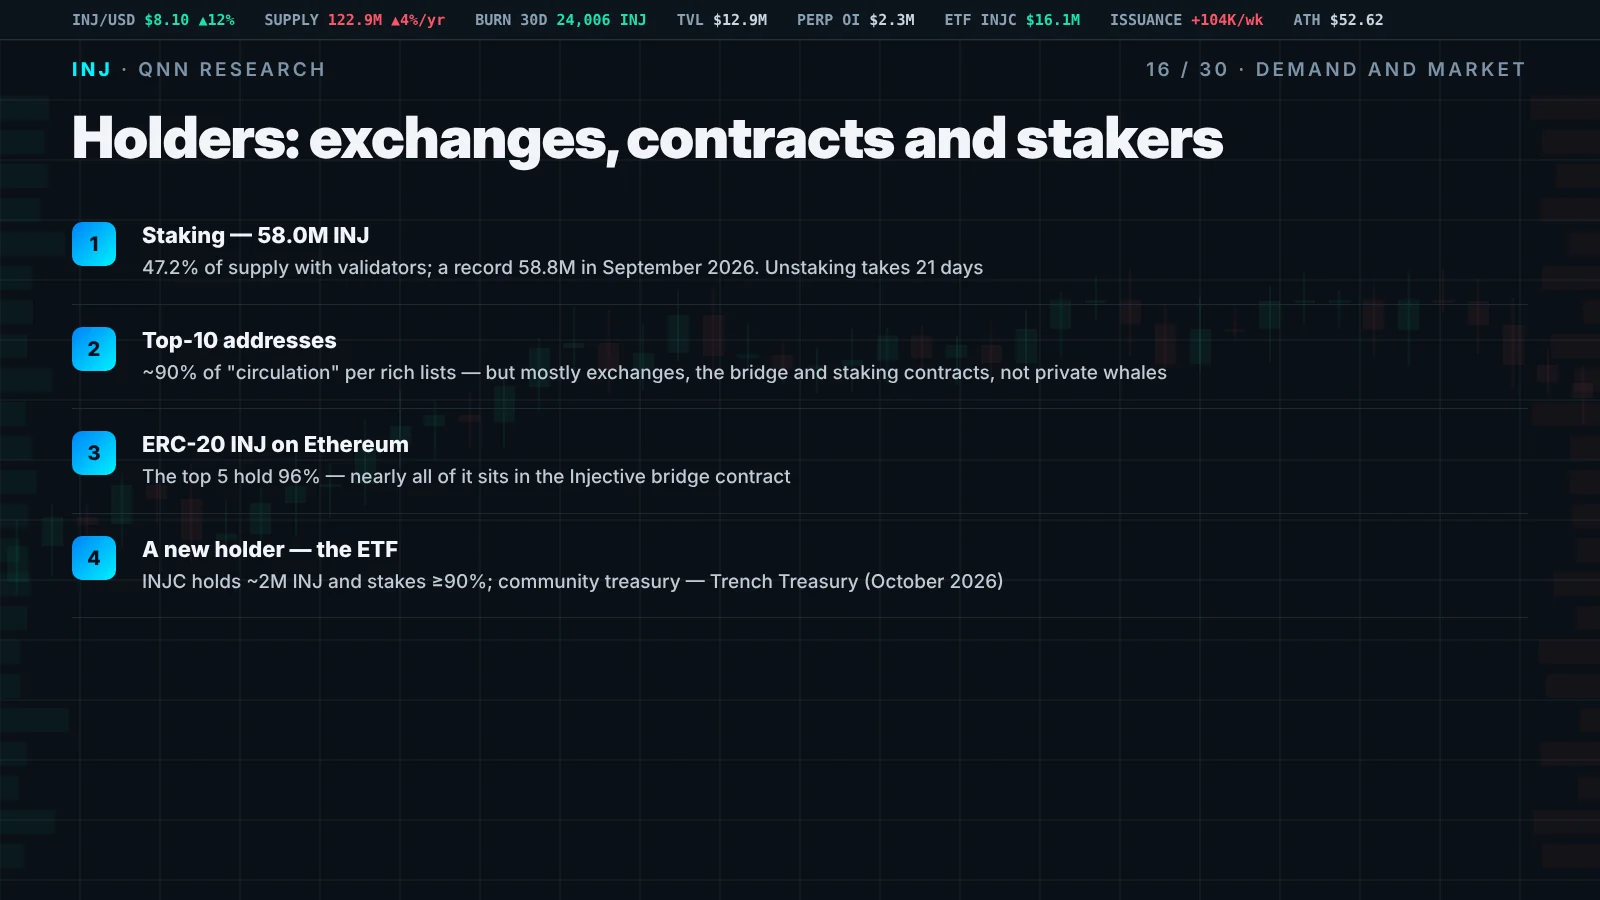 INJ/USD $8.10 ▲12% SUPPLY 122.9M ▲4%/yr BURN 30D 24,006 INJ TVL $12.9M PERP OI $2.3M ETF INJC $16.1M ISSUANCE +104K/wk ATH $52.62
INJ · QNN RESEARCH
16 / 30 · DEMAND AND MARKET
Holders: exchanges, contracts and stakers
1
Staking — 58.0M INJ
47.2% of supply with validators; a record 58.8M in September 2026. Unstaking takes 21 days
2
Top-10 addresses
~90% of "circulation" per rich lists — but mostly exchanges, the bridge and staking contracts, not private whales
3
ERC-20 INJ on Ethereum
The top 5 hold 96% — nearly all of it sits in the Injective bridge contract
4
A new holder — the ETF
INJC holds ~2M INJ and stakes ≥90%; community treasury — Trench Treasury (October 2026)